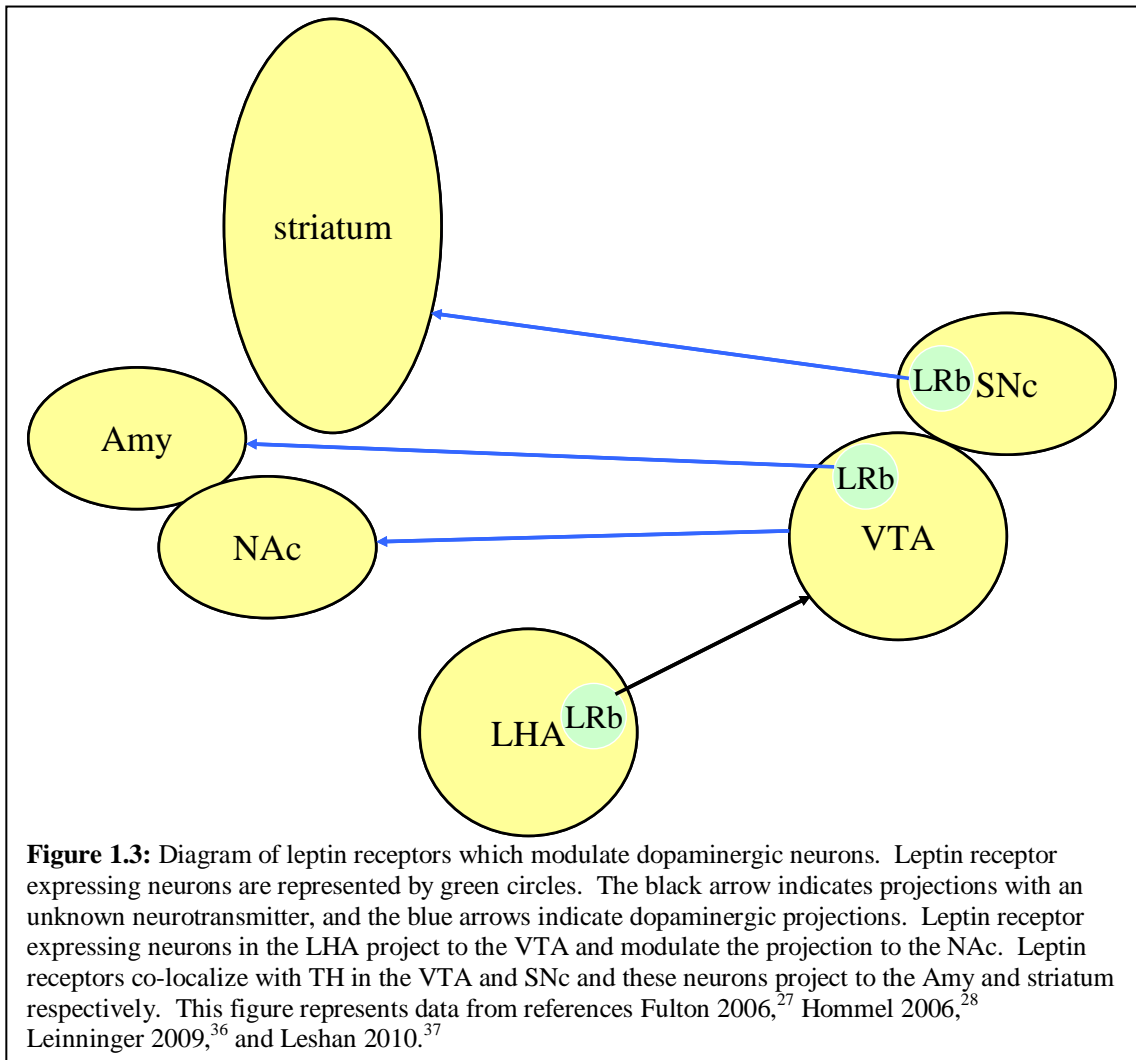 striatum
LRb
SNc
Amy
LRb
NAc
VTA
LRb
LHA
Figure 1.3: Diagram of leptin receptors which modulate dopaminergic neurons. Leptin receptor
expressing neurons are represented by green circles. The black arrow indicates projections with an
unknown neurotransmitter, and the blue arrows indicate dopaminergic projections. Leptin receptor
expressing neurons in the LHA project to the VTA and modulate the projection to the NAc. Leptin
receptors co-localize with TH in the VTA and SNc and these neurons project to the Amy and striatum
respectively. This figure represents data from references Fulton 2006,27 Hommel 2006,28
Leinninger 2009,36 and Leshan 2010.37